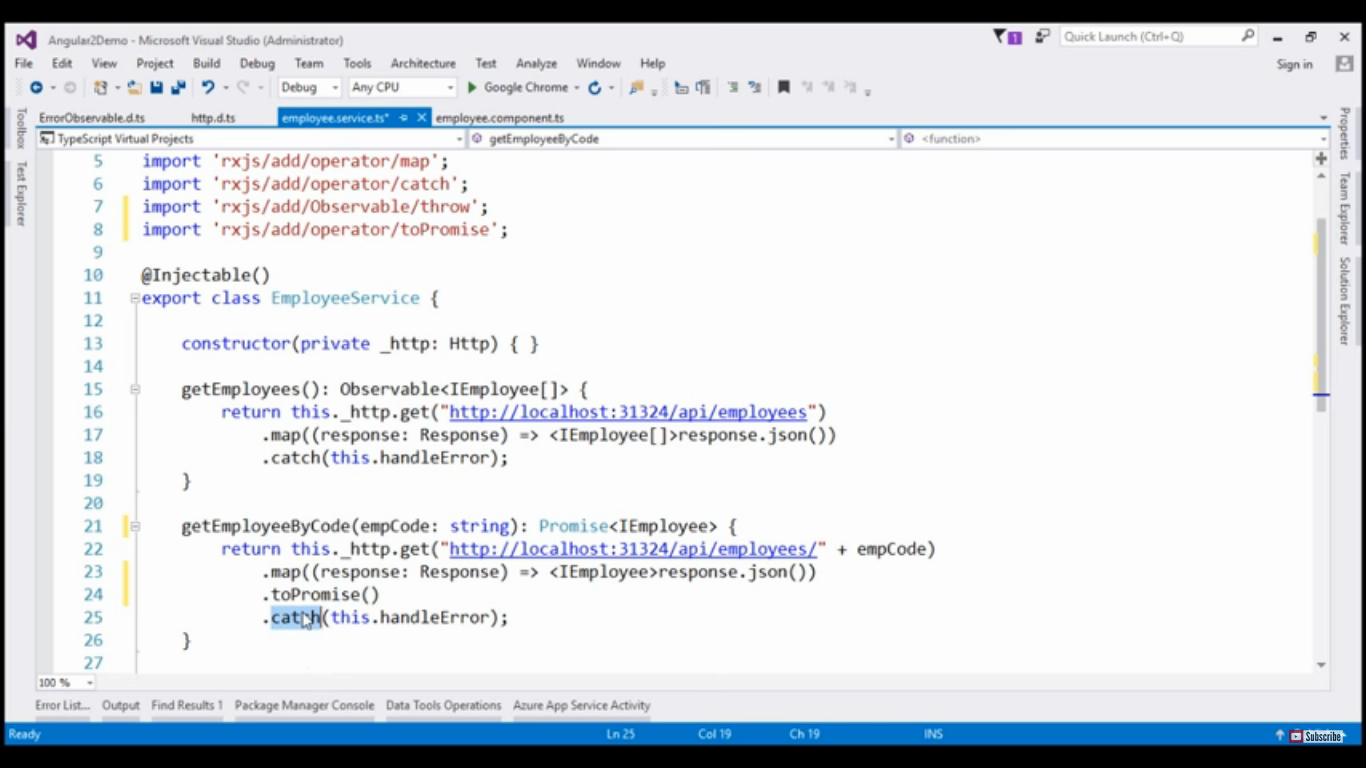 Angular2Demo - Microsoft Visual Studio (Administrator)
1
Quick Launch (Ctrl+Q)
File Edit View Project Build Debug Team Tools Architecture Test Analyze Window Help
Sign in
Debug Any CPU Google Chrome
ErrorObservable.d.ts http.d.ts employee.service.ts* employee.component.ts
TypeScript Virtual Projects getEmployeeByCode <function>
Toolbox
Test Explorer
5 import 'rxjs/add/operator/map';
6 import 'rxjs/add/operator/catch';
7 import 'rxjs/add/Observable/throw';
8 import 'rxjs/add/operator/toPromise';
9
10 @Injectable()
11 export class EmployeeService {
12
13 constructor(private _http: Http) { }
14
15 getEmployees(): Observable<IEmployee[]> {
16 return this._http.get("http://localhost:31324/api/employees")
17 .map((response: Response) => <IEmployee[]>response.json())
18 .catch(this.handleError);
19 }
20
21 getEmployeeByCode(empCode: string): Promise<IEmployee> {
22 return this._http.get("http://localhost:31324/api/employees/" + empCode)
23 .map((response: Response) => <IEmployee>response.json())
24 .toPromise()
25 .catch(this.handleError);
26 }
27
Properties
Team Explorer
Solution Explorer
100 %
Error List... Output Find Results 1 Package Manager Console Data Tools Operations Azure App Service Activity
Ready Ln 25 Col 19 Ch 19 INS
Subscribe